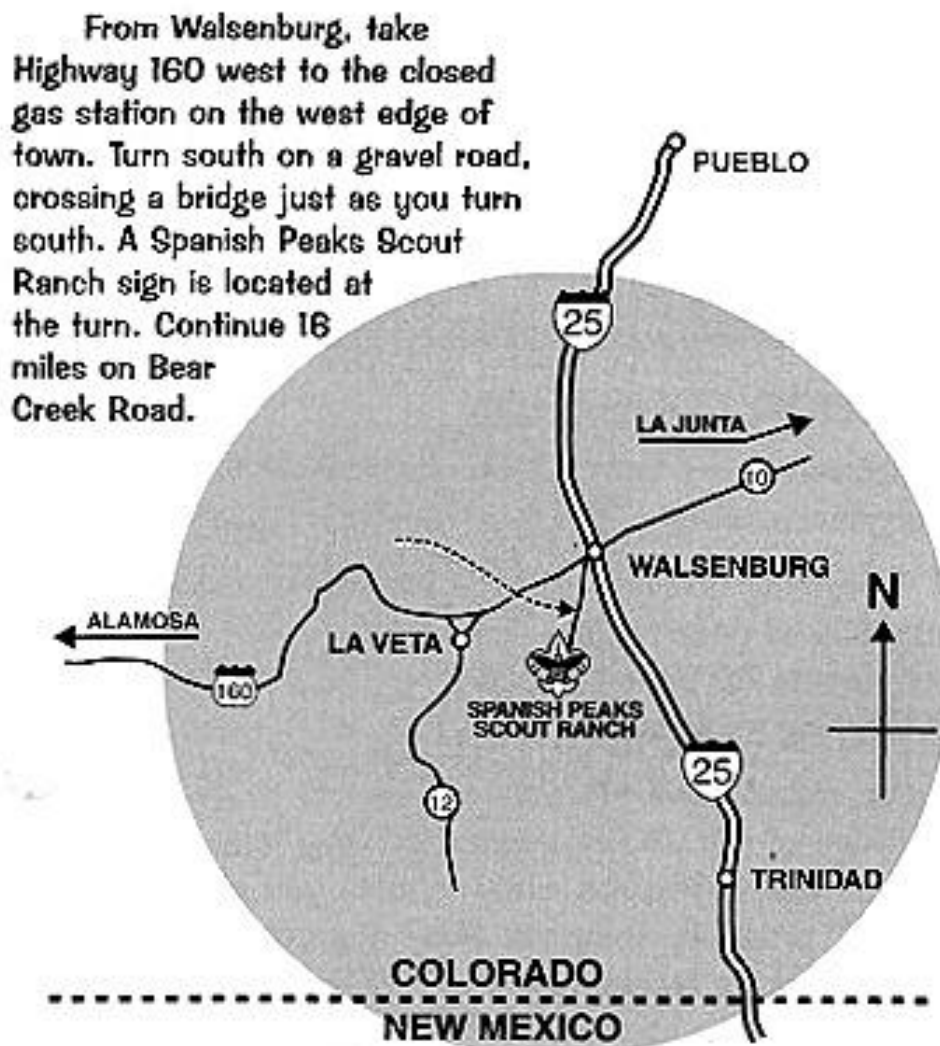 From Walsenburg, take
Highway 160 west to the closed
gas station on the west edge of
town. Turn south on a gravel road,
crossing a bridge just as you turn
south. A Spanish Peaks Scout
Ranch sign is located at
the turn. Continue 16
miles on Bear
Creek Road.
PUEBLO
25
LA JUNTA
10
WALSENBURG
N
ALAMOSA
LA VETA
160
SPANISH PEAKS
SCOUT RANCH
25
12
TRINIDAD
COLORADO
NEW MEXICO